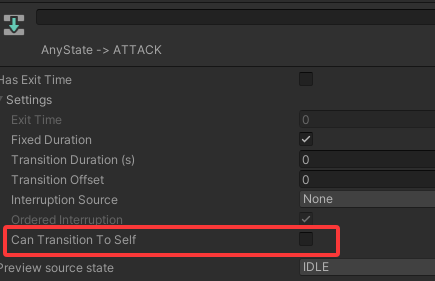 AnyState -> ATTACK
Has Exit Time
Settings
Exit Time 0
Fixed Duration
Transition Duration (s) 0
Transition Offset 0
Interruption Source None
Ordered Interruption
Can Transition To Self
Preview source state IDLE